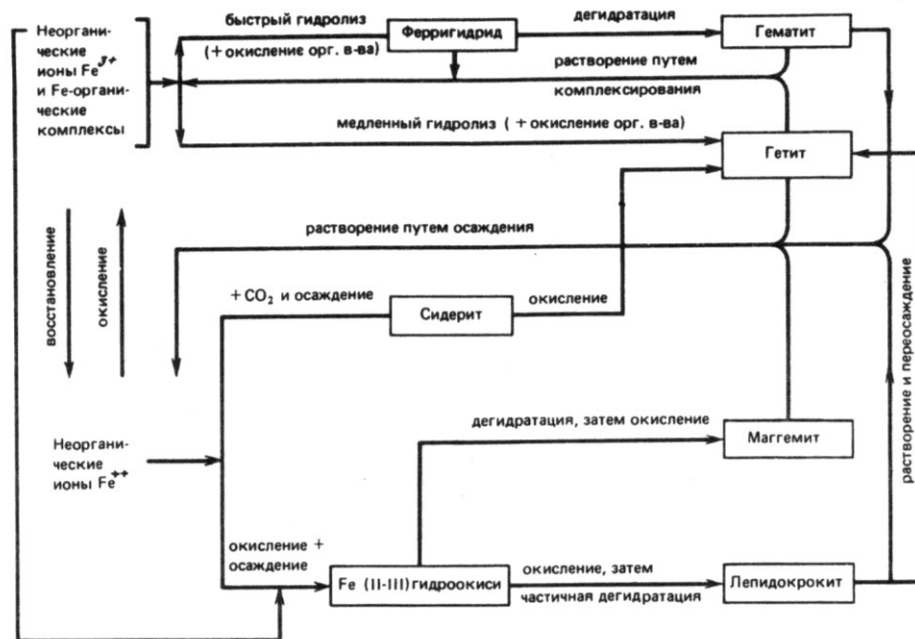 Неоргани-
ческие
ионы Fe³⁺
и Fe-органи-
ческие
комплексы
быстрый гидролиз
(+ окисление орг. в-ва)
Ферригидрид
дегидратация
Гематит
растворение путем
комплексирования
медленный гидролиз (+ окисление орг. в-ва)
Гетит
восстановление
окисление
растворение путем осаждения
+ CO₂ и осаждение
Сидерит
окисление
растворение и переосаждение
Неоргани-
ческие
ионы Fe⁺⁺
дегидратация, затем окисление
Маггемит
окисление +
осаждение
Fe (II-III) гидроокиси
окисление, затем
частичная дегидратация
Лепидокрокит